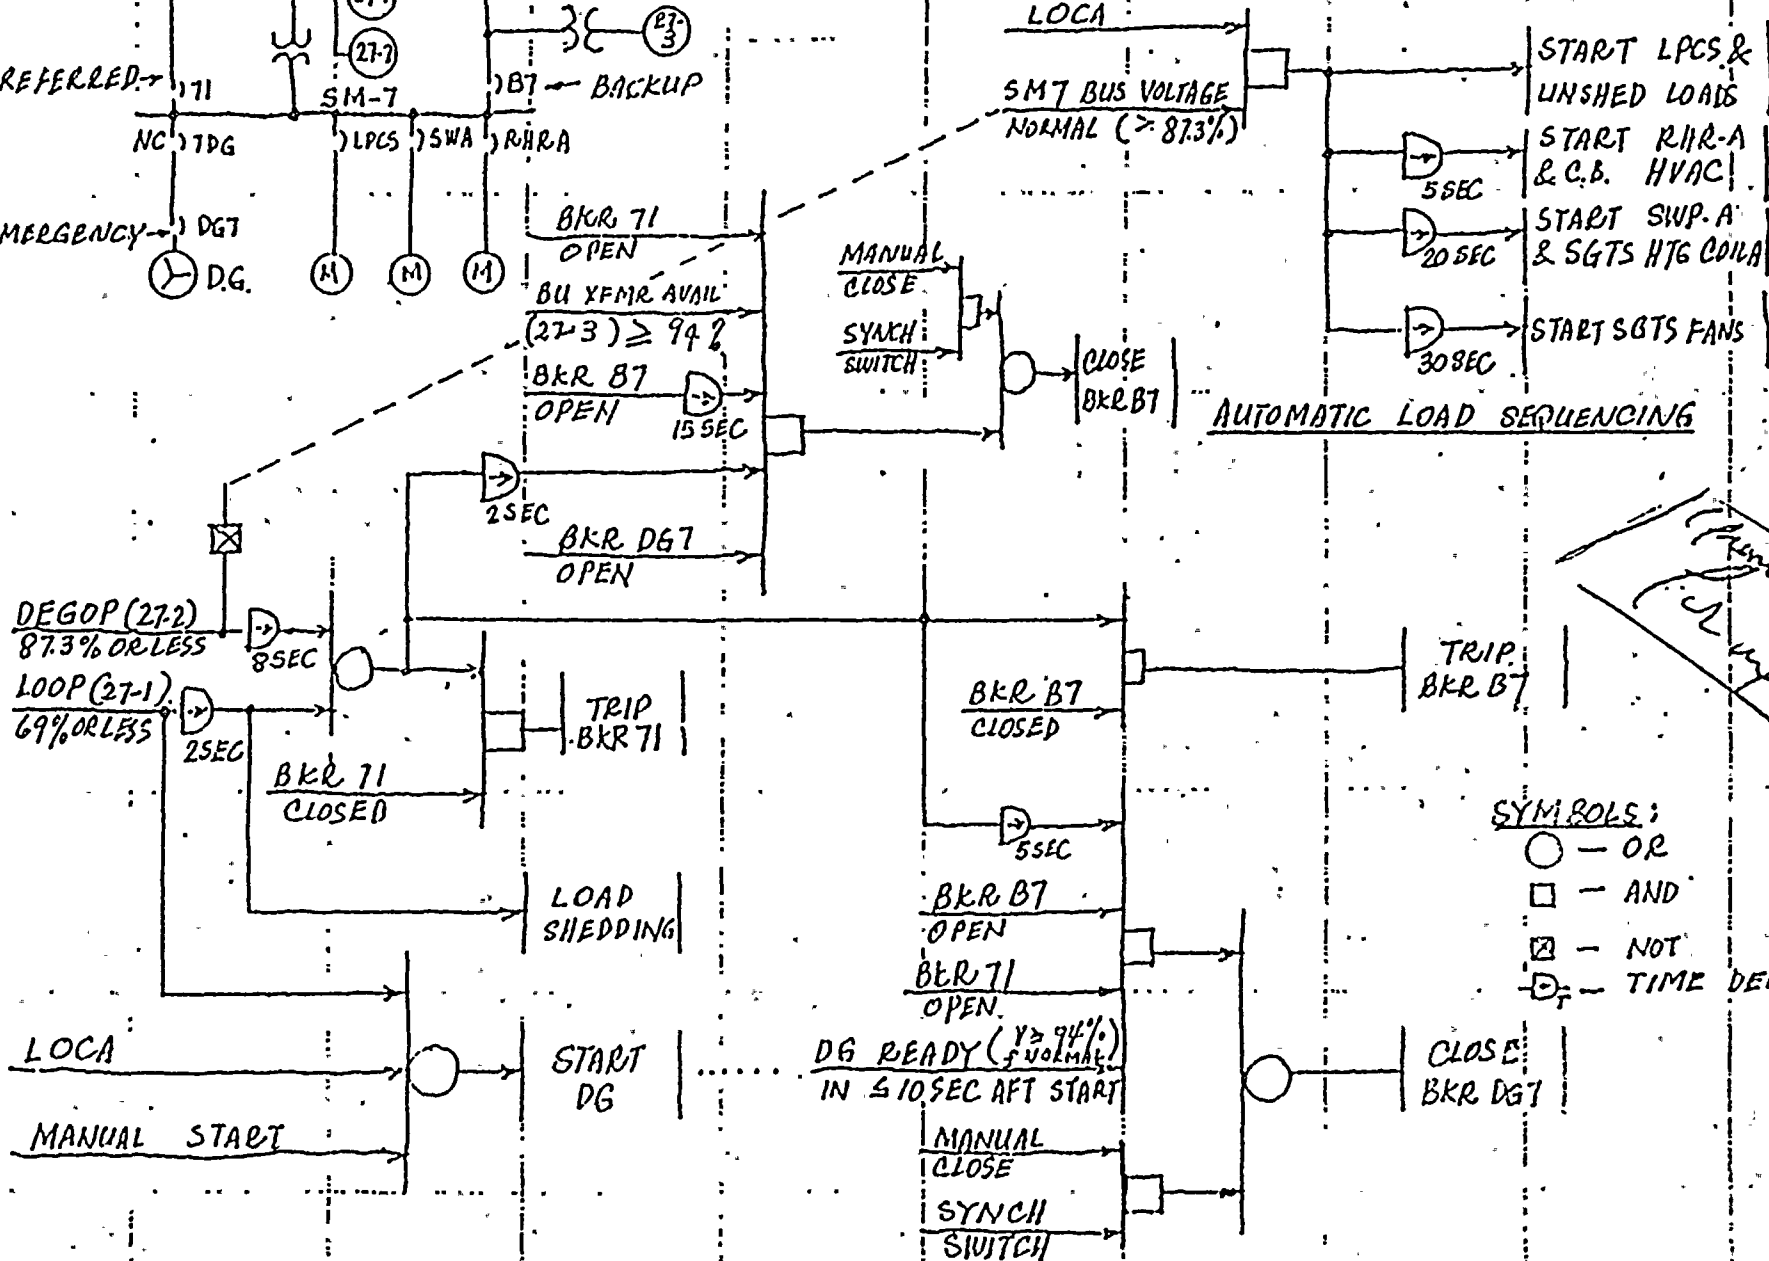 27-3
27-2
REFERRED
71
SM-7
B7
BACKUP
NC
7DG
LPCS
SWA
RHRA
MERGENCY
DG7
D.G.
M
M
M
LOCA
SM7 BUS VOLTAGE
NORMAL (≥ 87.3%)
START LPCS &
UNSHED LOADS
5 SEC
START RHR-A
& C.B. HVAC
20 SEC
START SWP-A
& SGTS HTG COIL A
30 SEC
START SGTS FANS
AUTOMATIC LOAD SEQUENCING
BKR 71
OPEN
BU XFMR AVAIL
(27-3) ≥ 94%
BKR B7
OPEN
15 SEC
2 SEC
BKR DG7
OPEN
MANUAL
CLOSE
SYNCH
SWITCH
CLOSE
BKR B7
DEGOP (27-2)
87.3% OR LESS
8 SEC
LOOP (27-1)
69% OR LESS
2 SEC
BKR 71
CLOSED
TRIP
BKR 71
LOAD
SHEDDING
LOCA
MANUAL START
START
DG
BKR B7
CLOSED
TRIP
BKR B7
5 SEC
BKR B7
OPEN
BKR 71
OPEN
DG READY (V ≥ 94%
f NORMAL)
IN ≤ 10 SEC AFT START
MANUAL
CLOSE
SYNCH
SWITCH
CLOSE
BKR DG7
SYMBOLS:
OR
AND
NOT
T
TIME DE